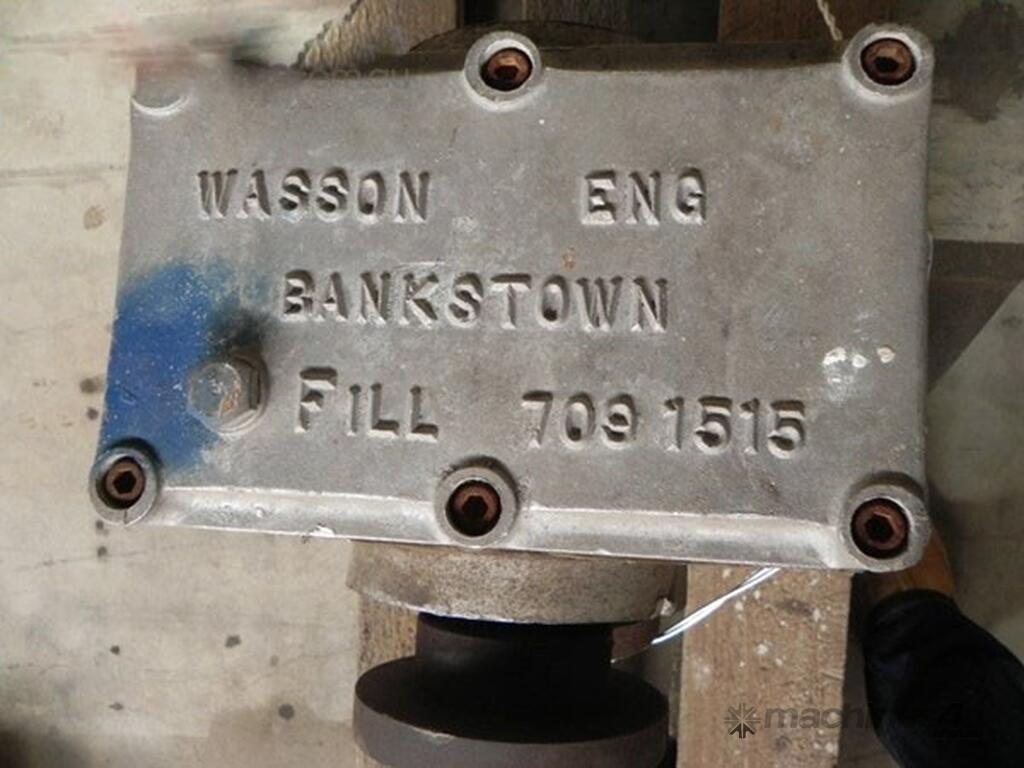 WASSON ENG
BANKSTOWN
FILL 709 1515